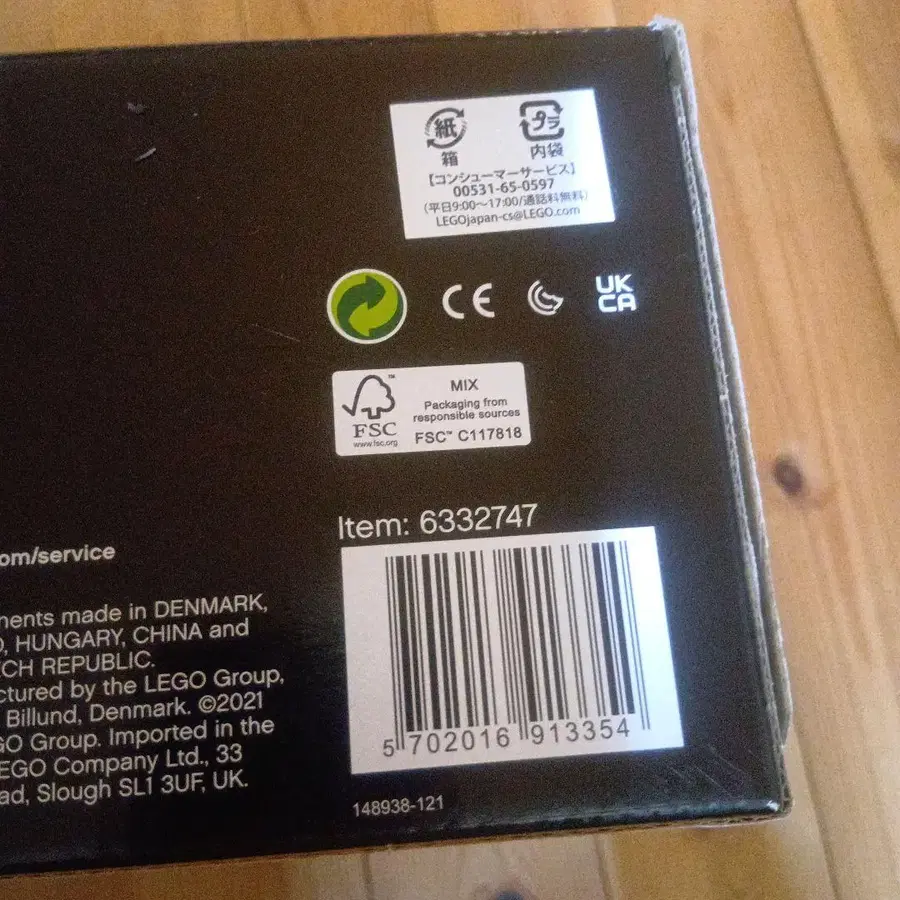 紙 プラ
箱 内袋
【コンシューマーサービス】
00531-65-0597
(平日9:00～17:00/通話料無料)
LEGOjapan-cs@LEGO.com
CE UK
CA
MIX
Packaging from
responsible sources
FSC™ C117818
™
FSC
www.fsc.org
Item: 6332747
5 702016 913354
148938-121
om/service
nents made in DENMARK,
O, HUNGARY, CHINA and
CH REPUBLIC.
ctured by the LEGO Group,
Billund, Denmark. ©2021
GO Group. Imported in the
EGO Company Ltd., 33
ad, Slough SL1 3UF, UK.